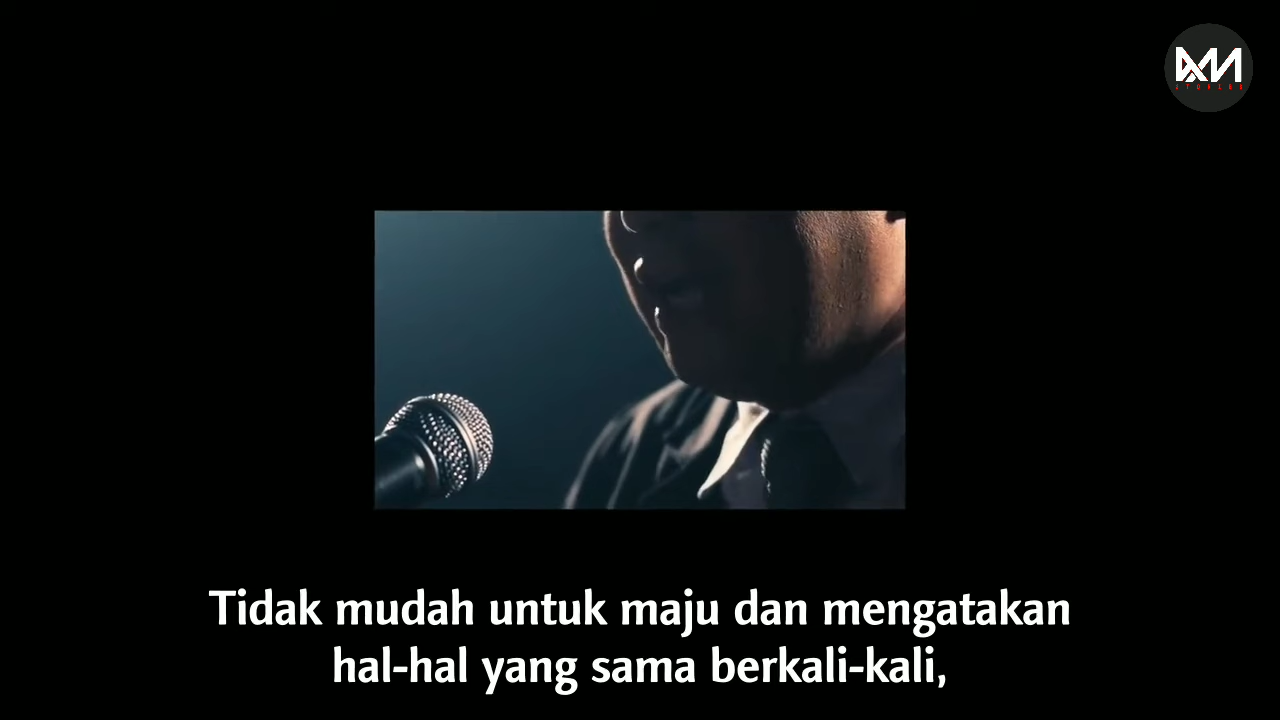 Tidak mudah untuk maju dan mengatakan
hal-hal yang sama berkali-kali,